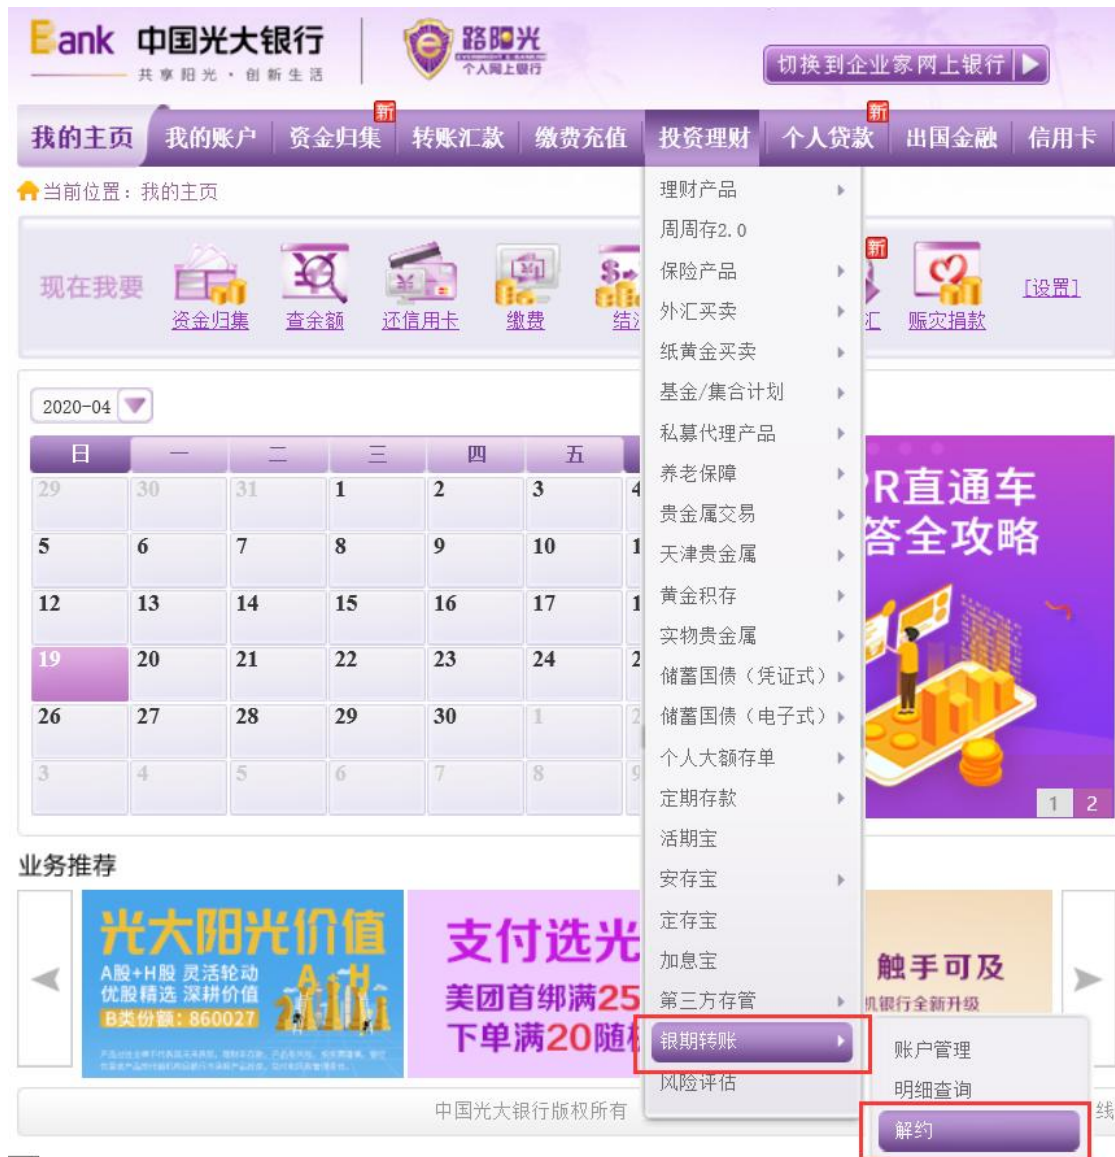 Bank 中国光大银行
共享阳光·创新生活
路阳光
个人网上银行
切换到企业家网上银行
新 新
我的主页 我的账户 资金归集 转账汇款 缴费充值 投资理财 个人贷款 出国金融 信用卡
当前位置：我的主页
现在我要 资金归集 查余额 还信用卡 缴费 结 新 汇 赈灾捐款 [设置]
2020-04
日 一 二 三 四 五
29 30 31 1 2 3 4
5 6 7 8 9 10 1
12 13 14 15 16 17 1
19 20 21 22 23 24 2
26 27 28 29 30 1 2
3 4 5 6 7 8 9
理财产品
周周存2.0
保险产品
外汇买卖
纸黄金买卖
基金/集合计划
私募代理产品
养老保障
贵金属交易
天津贵金属
黄金积存
实物贵金属
储蓄国债（凭证式）
储蓄国债（电子式）
个人大额存单
定期存款
活期宝
安存宝
定存宝
加息宝
第三方存管
银期转账
风险评估
账户管理
明细查询
解约
PR直通车
答全攻略
1 2
业务推荐
光大阳光价值
A股+H股 灵活轮动
优股精选 深耕价值
B类份额：860027
A H
支付选光
美团首绑满25
下单满20随机
触手可及
机银行全新升级
中国光大银行版权所有
线